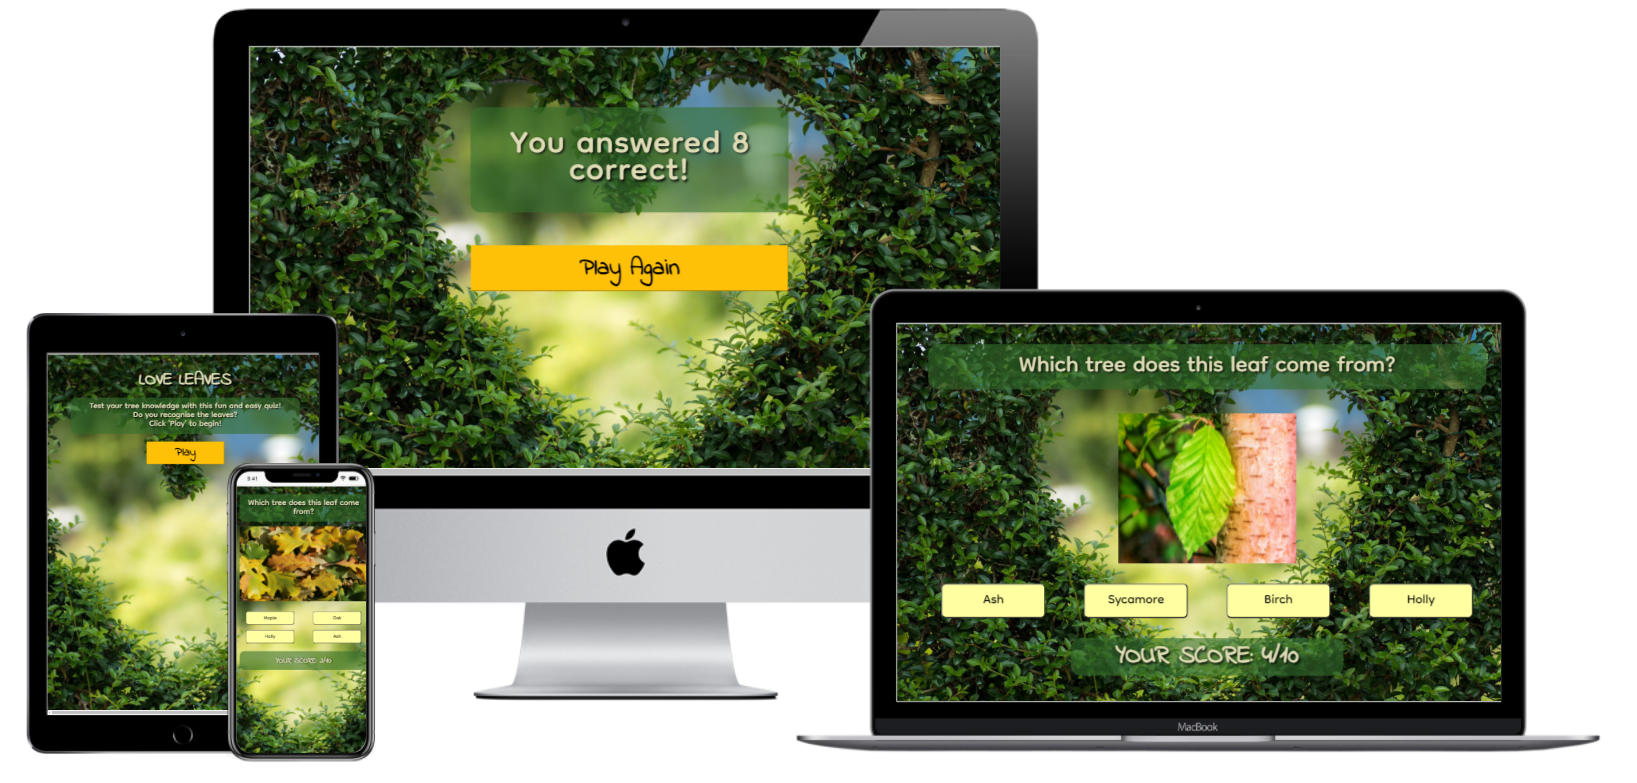 You answered 8
correct!
Play Again
LOVE LEAVES
Test your tree knowledge with this fun and easy quiz!
Do you recognise the leaves?
Click 'Play' to begin!
Play
9:41
Which tree does this leaf come
from?
Maple
Oak
Holly
Ash
YOUR SCORE: 2/10
Which tree does this leaf come from?
Ash
Sycamore
Birch
Holly
YOUR SCORE: 4/10
MacBook